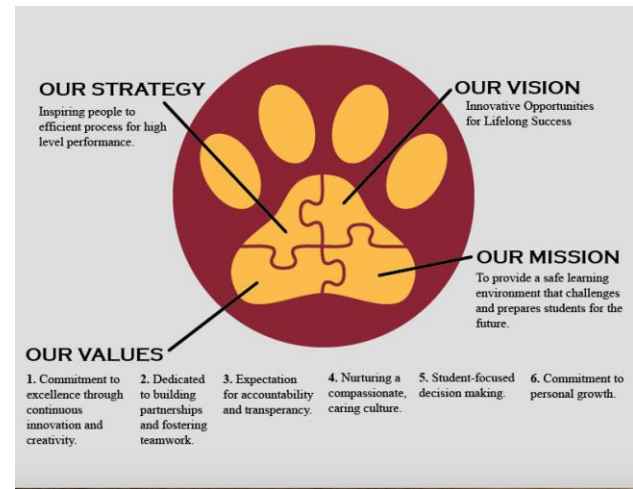 OUR STRATEGY
Inspiring people to
efficient process for high
level performance.
OUR VISION
Innovative Opportunities
for Lifelong Success
OUR MISSION
To provide a safe learning
environment that challenges
and prepares students for the
future.
OUR VALUES
1. Commitment to
excellence through
continuous
innovation and
creativity.
2. Dedicated
to building
partnerships
and fostering
teamwork.
3. Expectation
for accountability
and transperancy.
4. Nurturing a
compassionate,
caring culture.
5. Student-focused
decision making.
6. Commitment to
personal growth.